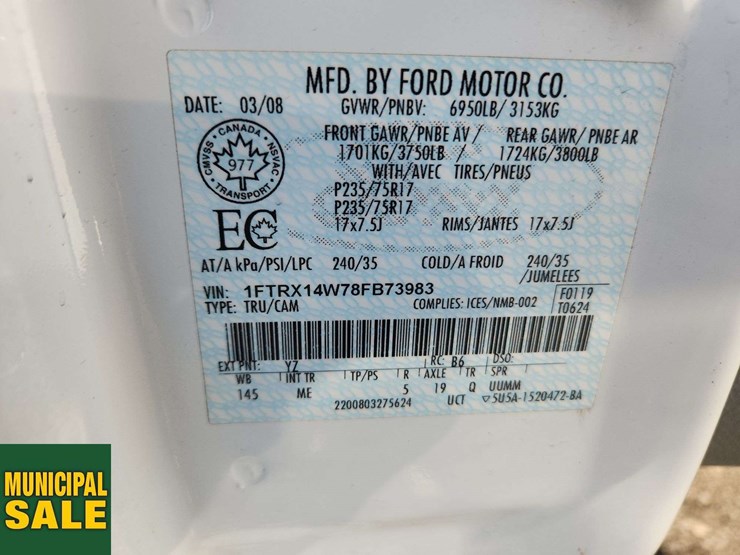 MFD. BY FORD MOTOR CO.
DATE: 03/08
GVWR/PNBV: 6950LB/ 3153KG
FRONT GAWR/PNBE AV / REAR GAWR/ PNBE AR
1701KG/3750LB / 1724KG/3800LB
WITH/AVEC TIRES/PNEUS
P235/75R17
P235/75R17
17x7.5J RIMS/JANTES 17x7.5J
CANADA
CMVSS NSVAC
977
TRANSPORT
EC
AT/A kPa/PSI/LPC 240/35 COLD/A FROID 240/35
/JUMELEES
VIN: 1FTRX14W78FB73983
TYPE: TRU/CAM COMPLIES: ICES/NMB-002
F0119
T0624
EXT PNT: YZ RC: B6 DSO:
WB INT TR TP/PS R AXLE TR SPR
145 ME 5 19 Q UUMM
2200803275624 UCT ▽5U5A-1520472-BA
MUNICIPAL
SALE